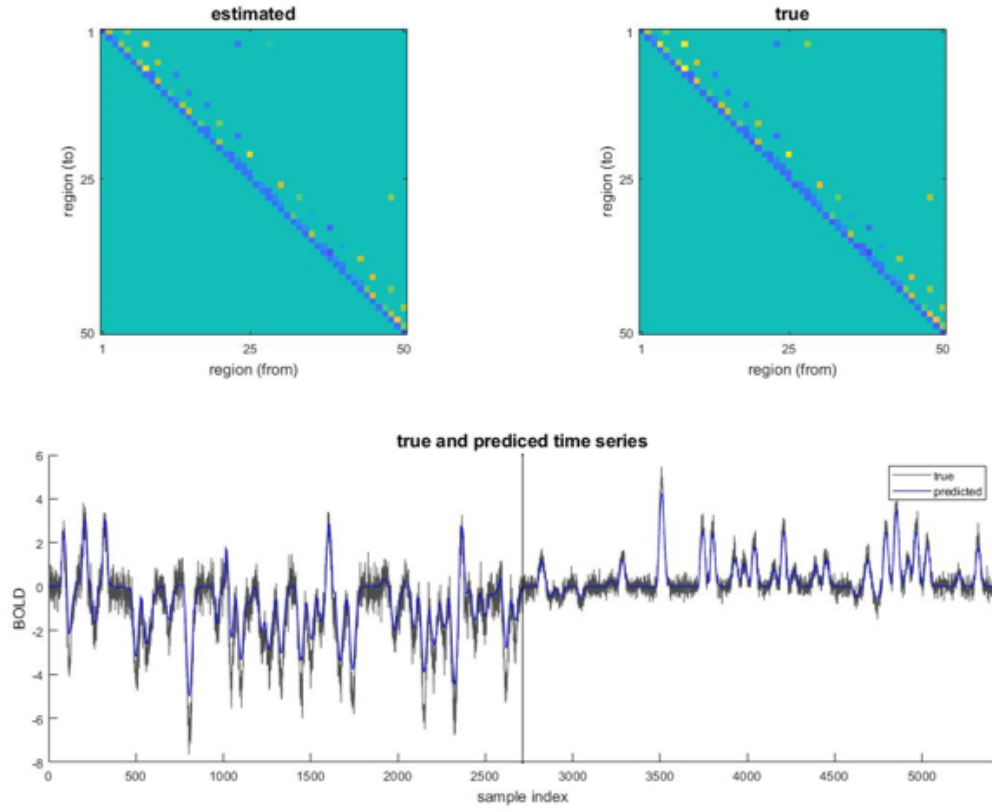 estimated
true
1
25
50
region (to)
1
25
50
region (from)
1
25
50
region (to)
1
25
50
region (from)
true and prediced time series
true
predicted
6
4
2
0
-2
-4
-6
-8
BOLD
0
500
1000
1500
2000
2500
3000
3500
4000
4500
5000
sample index